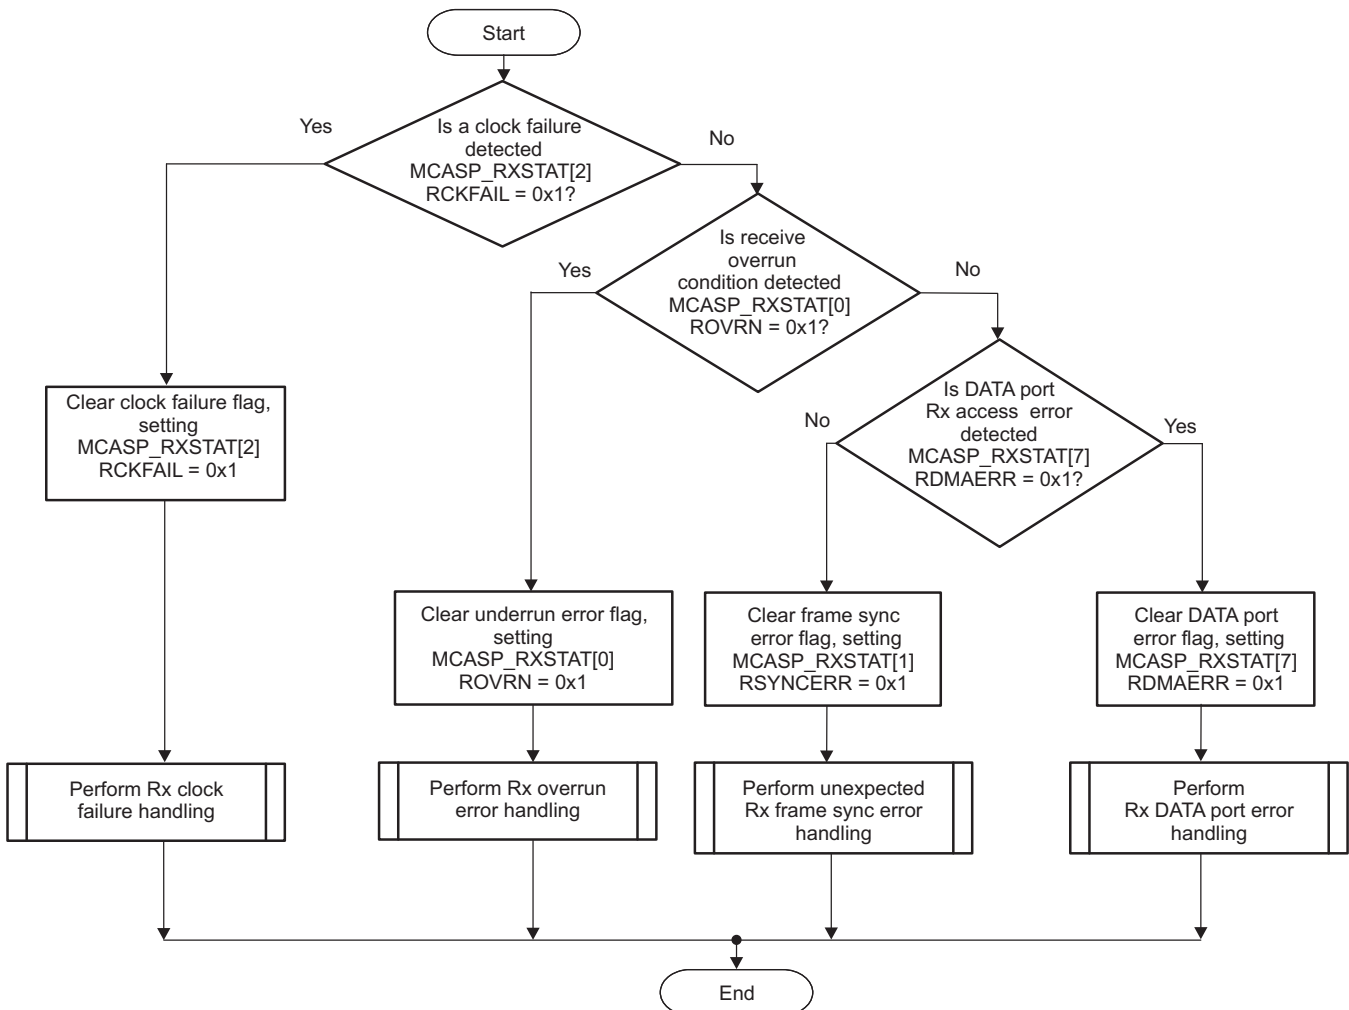 Start
Yes
Is a clock failure
detected
MCASP_RXSTAT[2]
RCKFAIL = 0x1?
No
Yes
Is receive
overrun
condition detected
MCASP_RXSTAT[0]
ROVRN = 0x1?
No
No
Is DATA port
Rx access error
detected
MCASP_RXSTAT[7]
RDMAERR = 0x1?
Yes
Clear clock failure flag,
setting
MCASP_RXSTAT[2]
RCKFAIL = 0x1
Clear underrun error flag,
setting
MCASP_RXSTAT[0]
ROVRN = 0x1
Clear frame sync
error flag, setting
MCASP_RXSTAT[1]
RSYNCERR = 0x1
Clear DATA port
error flag, setting
MCASP_RXSTAT[7]
RDMAERR = 0x1
Perform Rx clock
failure handling
Perform Rx overrun
error handling
Perform unexpected
Rx frame sync error
handling
Perform
Rx DATA port error
handling
End